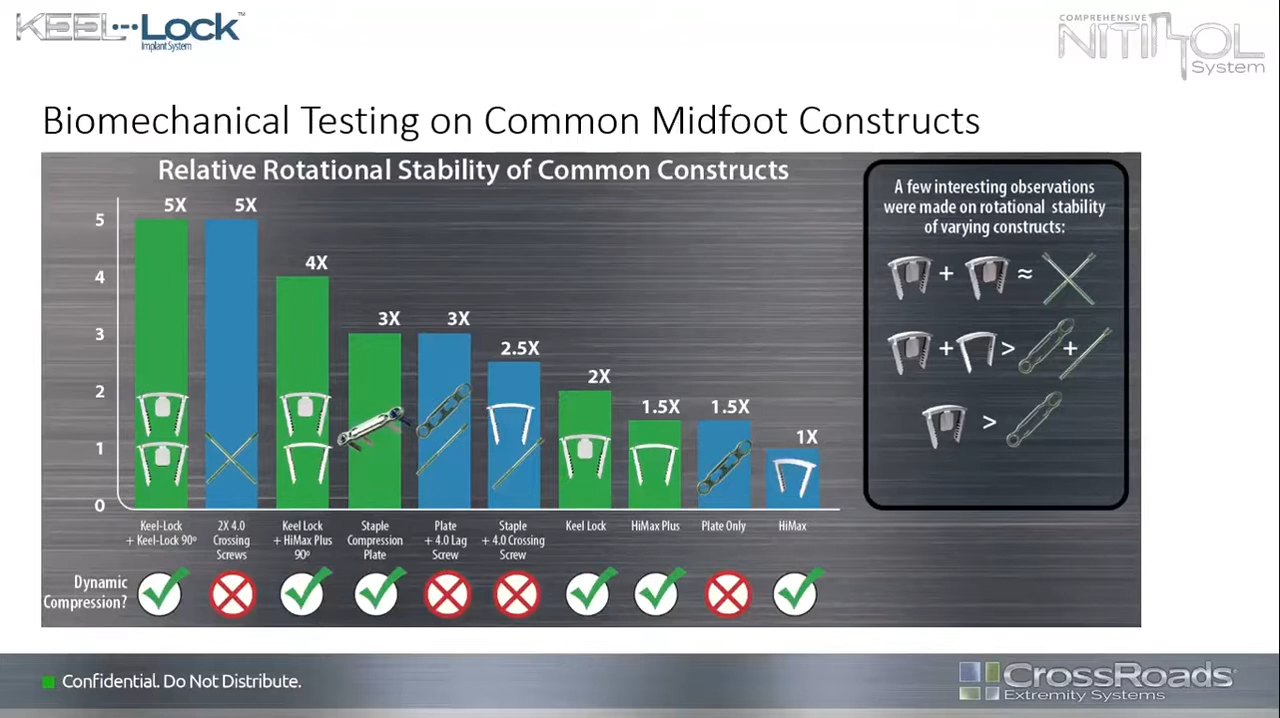 KEEL-LOCK™
Implant System
COMPREHENSIVE
NITINOL
System
Biomechanical Testing on Common Midfoot Constructs
Relative Rotational Stability of Common Constructs
5
4
3
2
1
0
5X
5X
4X
3X
3X
2.5X
2X
1.5X
1.5X
1X
Keel-Lock
+ Keel-Lock 90º
2X 4.0
Crossing
Screws
Keel Lock
+ HiMax Plus
90º
Staple
Compression
Plate
Plate
+ 4.0 Lag
Screw
Staple
+ 4.0 Crossing
Screw
Keel Lock
HiMax Plus
Plate Only
HiMax
Dynamic
Compression?
A few interesting observations
were made on rotational stability
of varying constructs:
+ ≈
+ > +
>
Confidential. Do Not Distribute.
CrossRoads
Extremity Systems